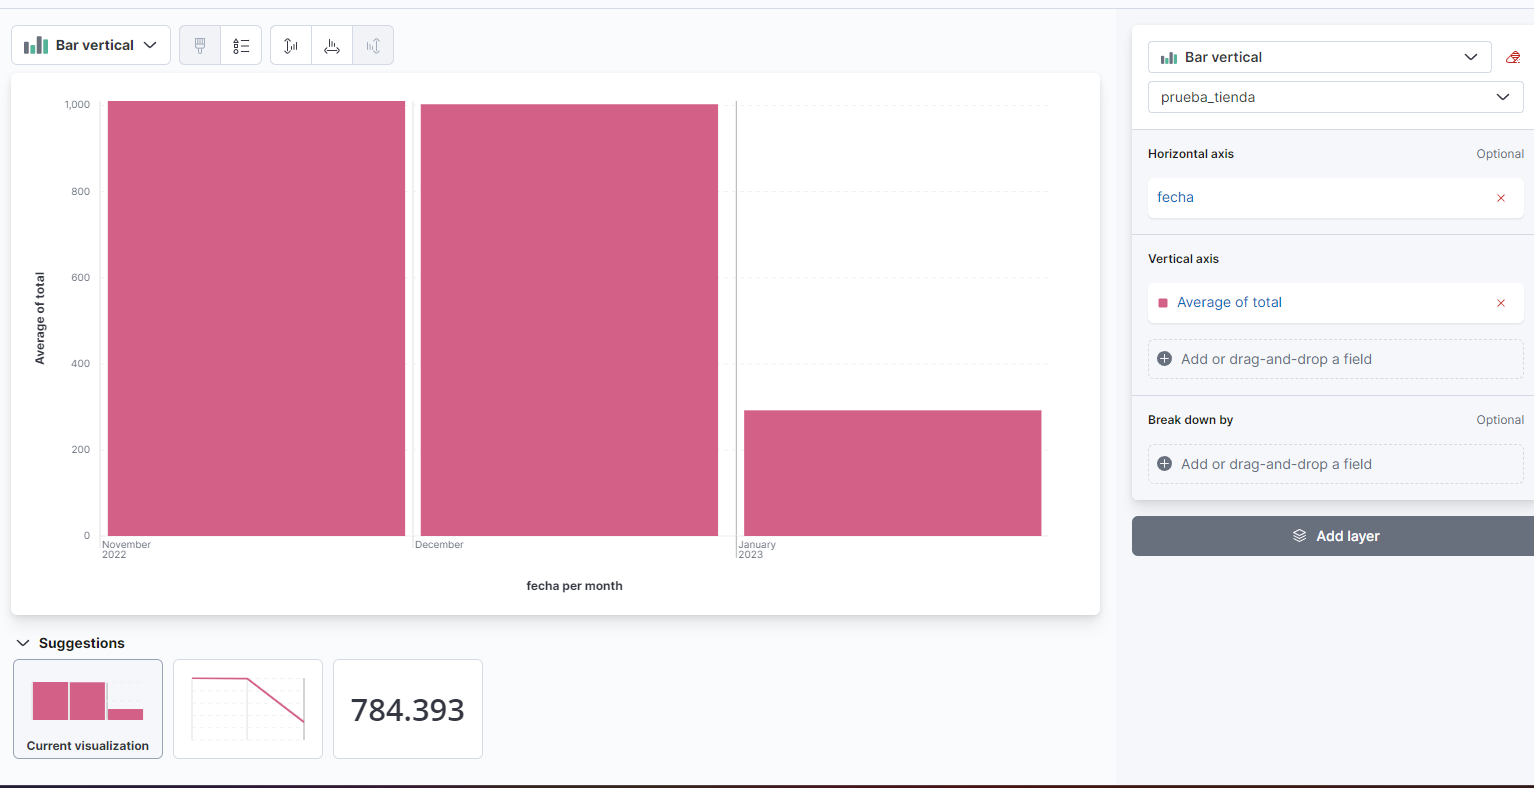 Bar vertical
1,000
800
600
400
200
0
Average of total
November
2022
December
January
2023
fecha per month
Suggestions
Current visualization
784.393
Bar vertical
prueba_tienda
Horizontal axis Optional
fecha
Vertical axis
Average of total
Add or drag-and-drop a field
Break down by Optional
Add or drag-and-drop a field
Add layer